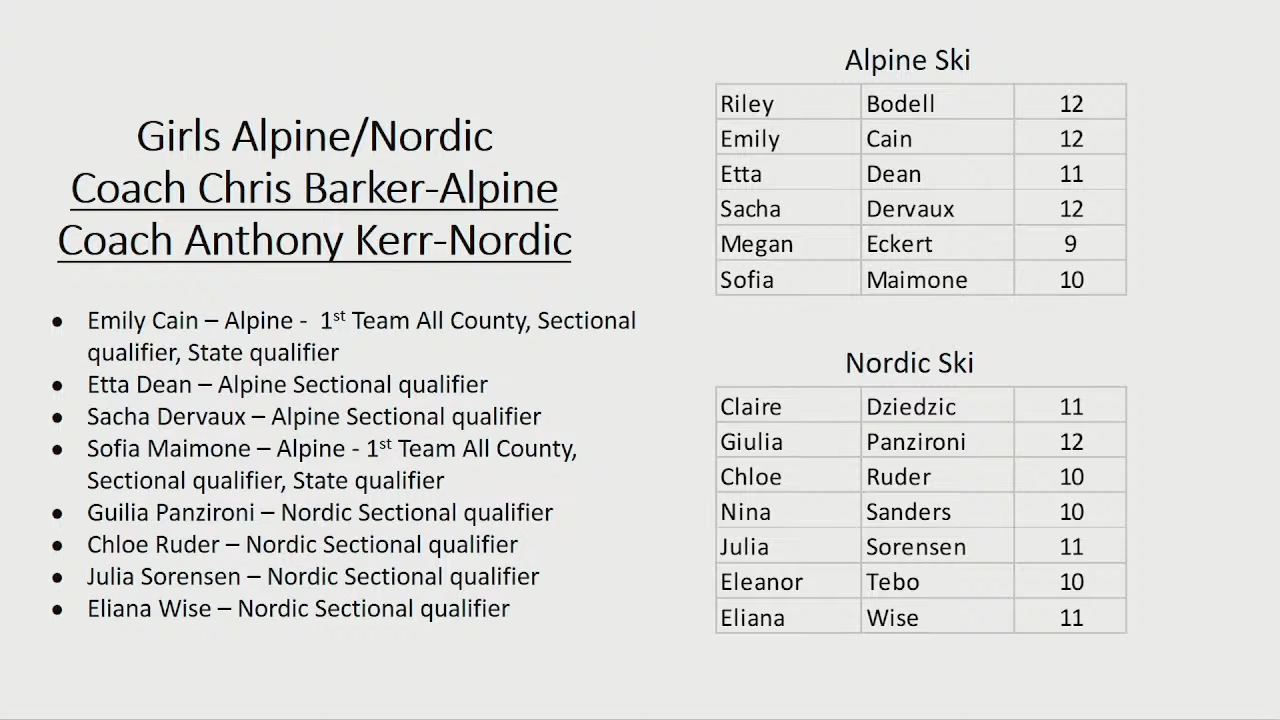 Girls Alpine/Nordic
Coach Chris Barker-Alpine
Coach Anthony Kerr-Nordic
● Emily Cain – Alpine - 1st Team All County, Sectional
qualifier, State qualifier
● Etta Dean – Alpine Sectional qualifier
● Sacha Dervaux – Alpine Sectional qualifier
● Sofia Maimone – Alpine - 1st Team All County,
Sectional qualifier, State qualifier
● Guilia Panzironi – Nordic Sectional qualifier
● Chloe Ruder – Nordic Sectional qualifier
● Julia Sorensen – Nordic Sectional qualifier
● Eliana Wise – Nordic Sectional qualifier
Alpine Ski
Riley Bodell 12
Emily Cain 12
Etta Dean 11
Sacha Dervaux 12
Megan Eckert 9
Sofia Maimone 10
Nordic Ski
Claire Dziedzic 11
Giulia Panzironi 12
Chloe Ruder 10
Nina Sanders 10
Julia Sorensen 11
Eleanor Tebo 10
Eliana Wise 11